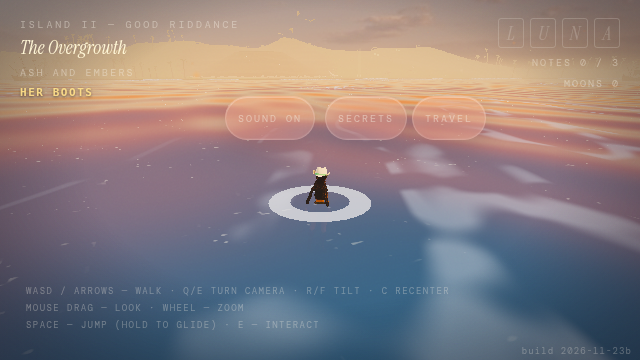 ISLAND II — GOOD RIDDANCE
The Overgrowth
ASH AND EMBERS
HER BOOTS
L U N A
NOTES 0 / 3
MOONS 0
SOUND ON
SECRETS
TRAVEL
WASD / ARROWS — WALK · Q/E TURN CAMERA · R/F TILT · C RECENTER
MOUSE DRAG — LOOK · WHEEL — ZOOM
SPACE — JUMP (HOLD TO GLIDE) · E — INTERACT
build 2026-11-23b